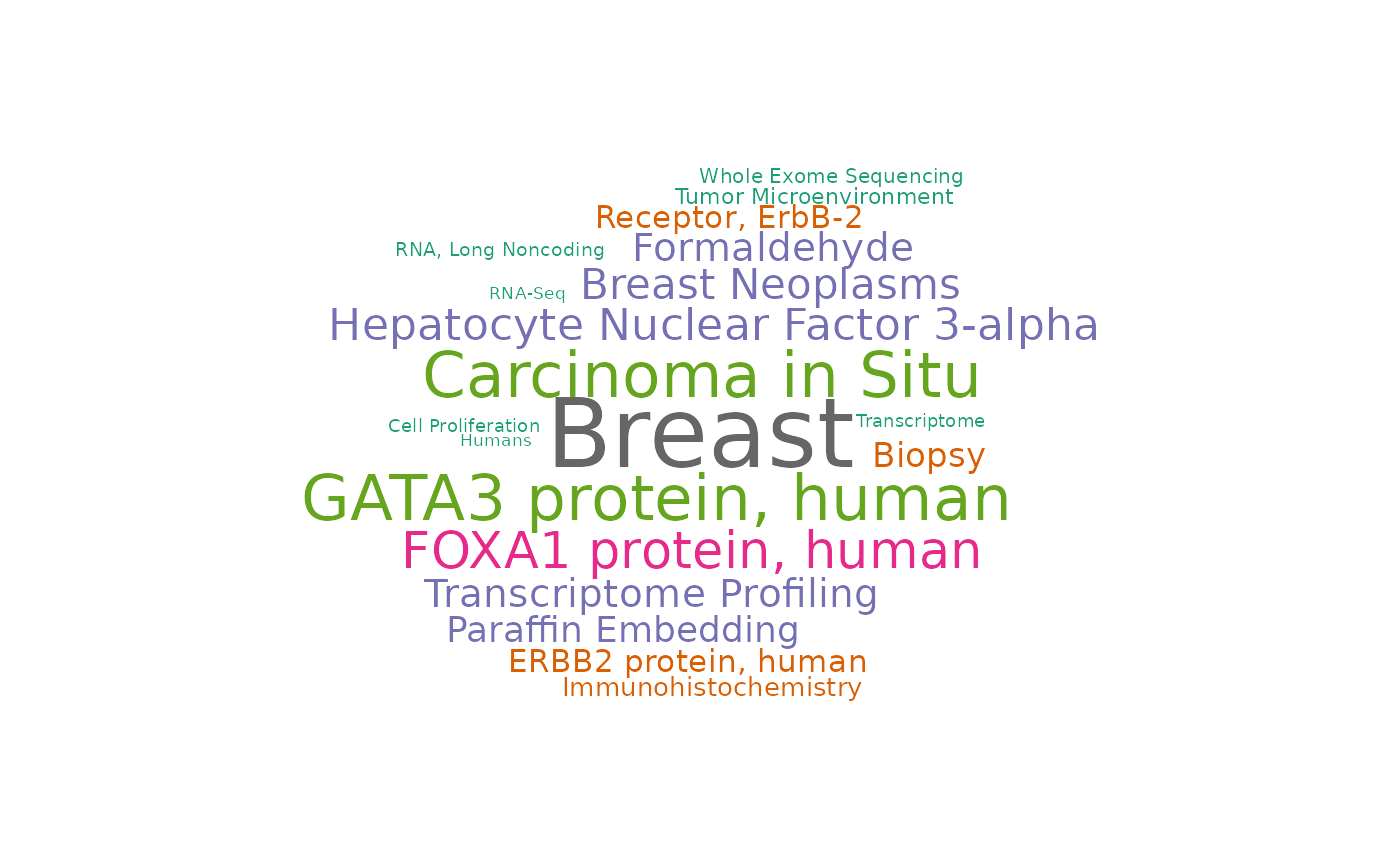 Whole Exome Sequencing
Tumor Microenvironment
Receptor, ErbB-2
RNA, Long Noncoding
Formaldehyde
Breast Neoplasms
RNA-Seq
Hepatocyte Nuclear Factor 3-alpha
Carcinoma in Situ
Breast
Cell Proliferation
Transcriptome
Humans
Biopsy
GATA3 protein, human
FOXA1 protein, human
Transcriptome Profiling
Paraffin Embedding
ERBB2 protein, human
Immunohistochemistry